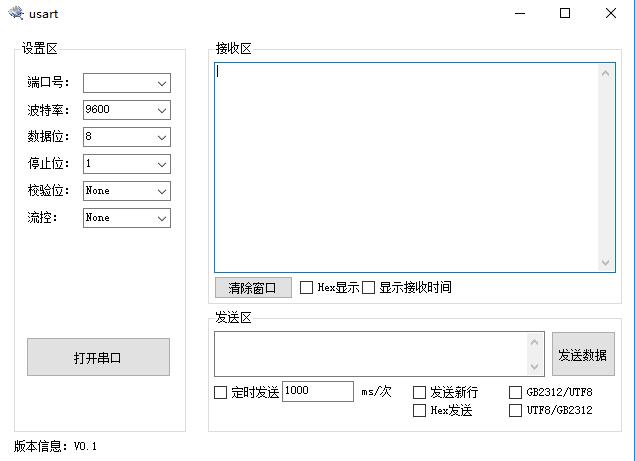 usart
设置区
端口号：
波特率： 9600
数据位： 8
停止位： 1
校验位： None
流控： None
打开串口
接收区
清除窗口 Hex显示 显示接收时间
发送区
发送数据
定时发送 1000 ms/次 发送新行 GB2312/UTF8
Hex发送 UTF8/GB2312
版本信息：V0.1